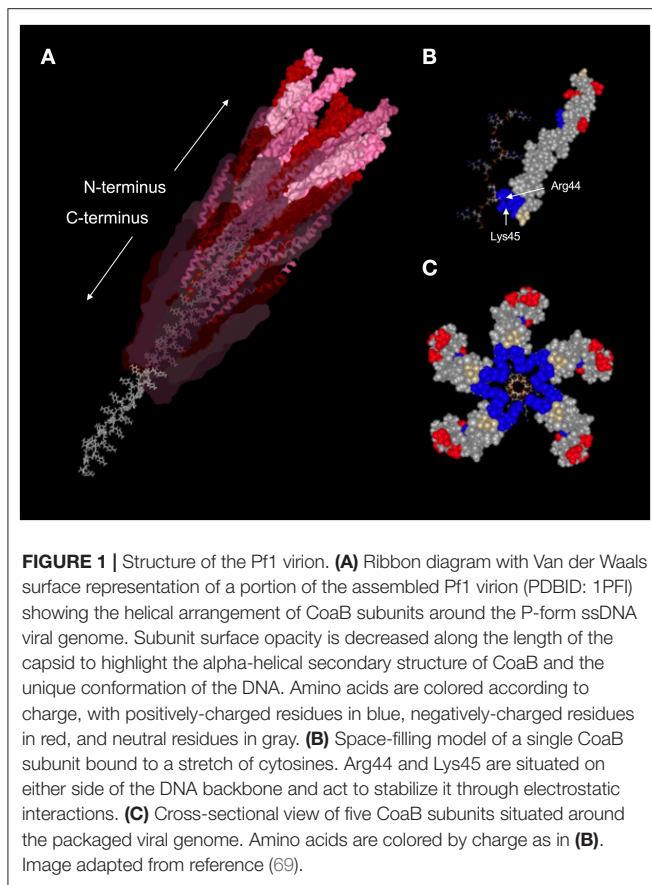 A
B
N-terminus
C-terminus
Arg44
Lys45
C
FIGURE 1 | Structure of the Pf1 virion. (A) Ribbon diagram with Van der Waals
surface representation of a portion of the assembled Pf1 virion (PDBID: 1PFI)
showing the helical arrangement of CoaB subunits around the P-form ssDNA
viral genome. Subunit surface opacity is decreased along the length of the
capsid to highlight the alpha-helical secondary structure of CoaB and the
unique conformation of the DNA. Amino acids are colored according to
charge, with positively-charged residues in blue, negatively-charged residues
in red, and neutral residues in gray. (B) Space-filling model of a single CoaB
subunit bound to a stretch of cytosines. Arg44 and Lys45 are situated on
either side of the DNA backbone and act to stabilize it through electrostatic
interactions. (C) Cross-sectional view of five CoaB subunits situated around
the packaged viral genome. Amino acids are colored by charge as in (B).
Image adapted from reference (69).